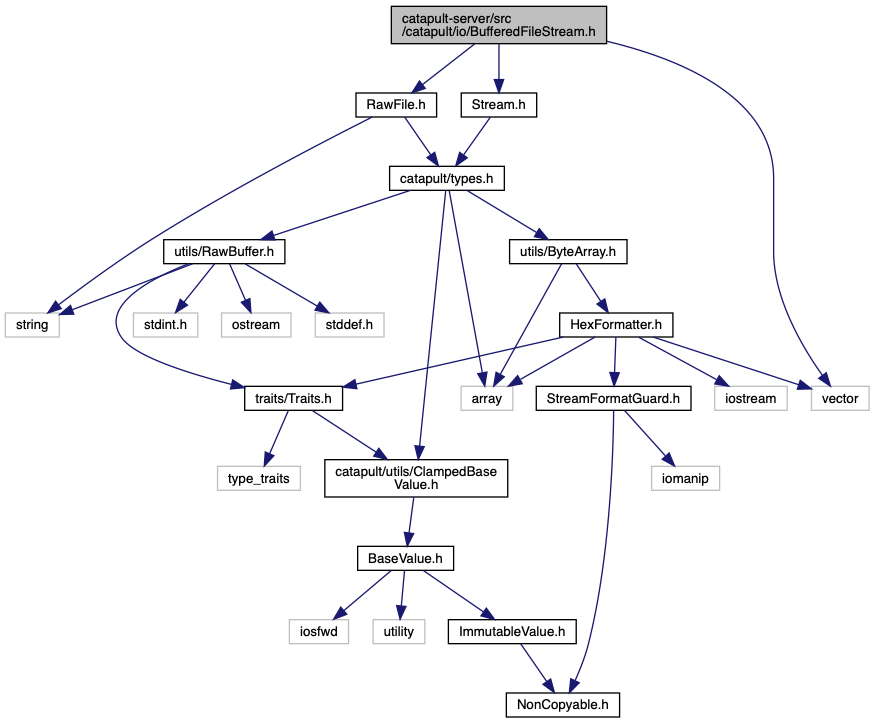 catapult-server/src
/catapult/io/BufferedFileStream.h
RawFile.h
Stream.h
catapult/types.h
utils/RawBuffer.h
utils/ByteArray.h
string
stdint.h
ostream
stddef.h
HexFormatter.h
traits/Traits.h
array
StreamFormatGuard.h
iostream
vector
type_traits
catapult/utils/ClampedBase
Value.h
iomanip
BaseValue.h
iosfwd
utility
ImmutableValue.h
NonCopyable.h